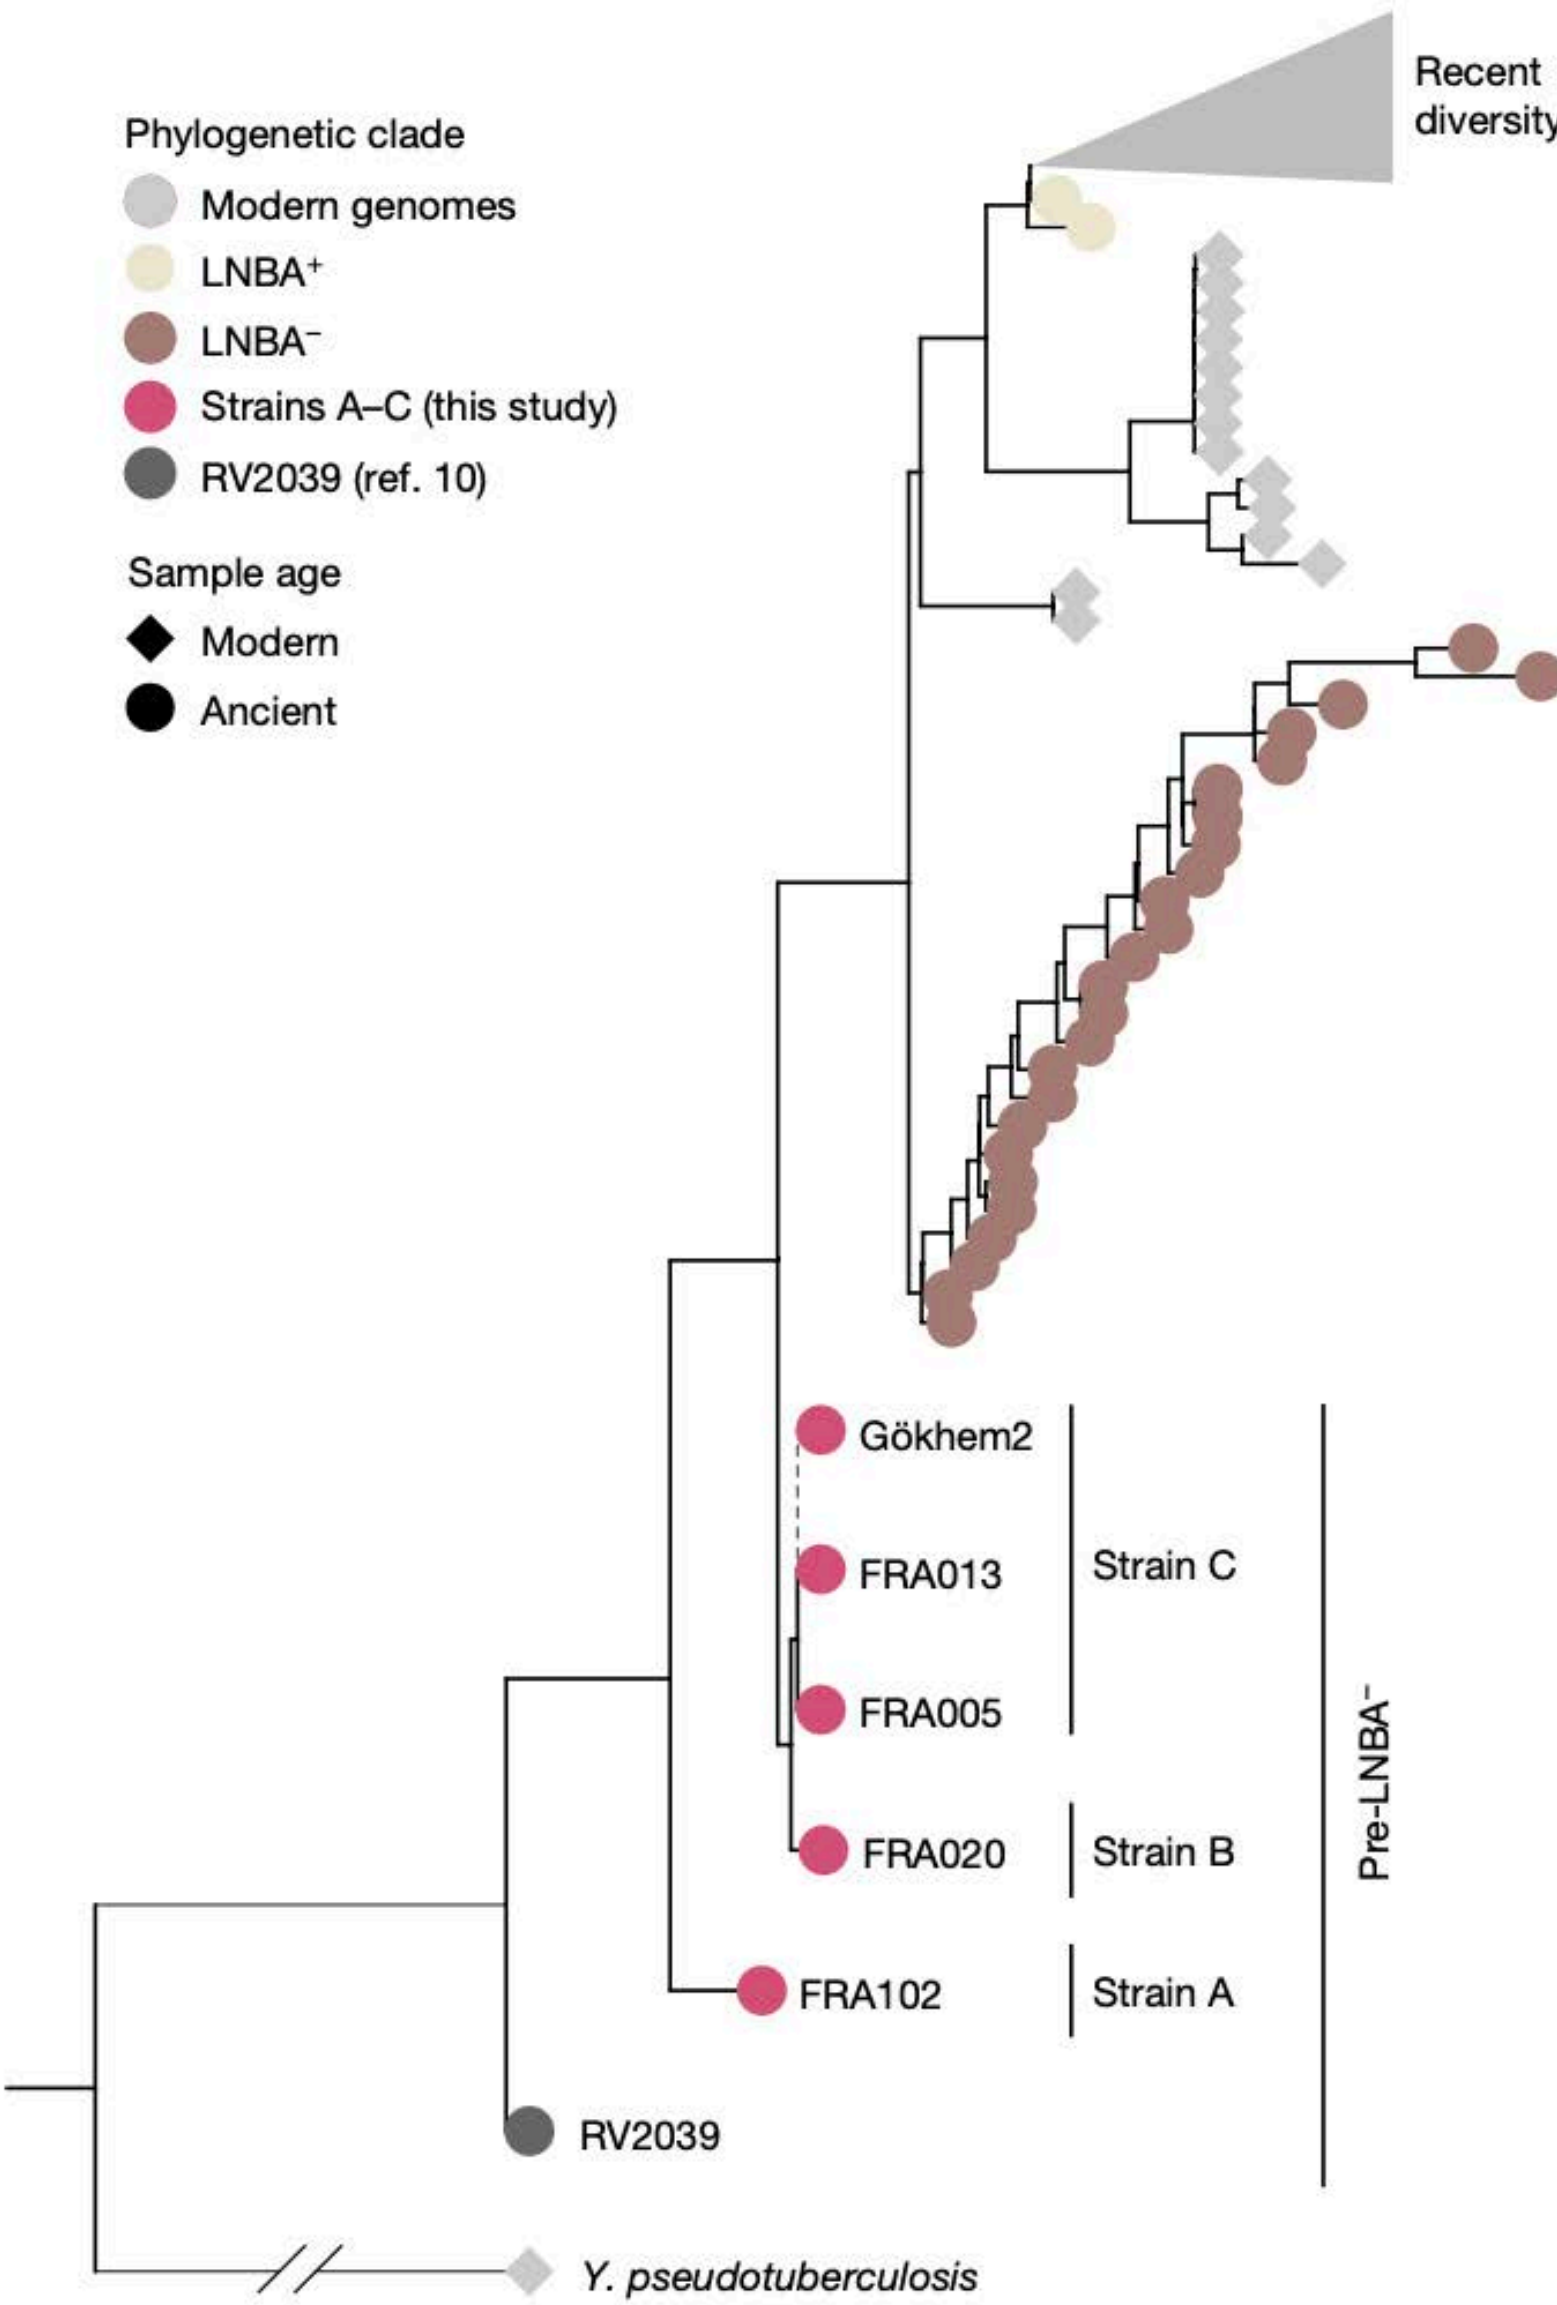 Recent
diversity
Phylogenetic clade
Modern genomes
LNBA⁺
LNBA⁻
Strains A–C (this study)
RV2039 (ref. 10)
Sample age
Modern
Ancient
Gökhem2
FRA013
Strain C
FRA005
FRA020
Strain B
Pre-LNBA⁻
FRA102
Strain A
RV2039
Y. pseudotuberculosis